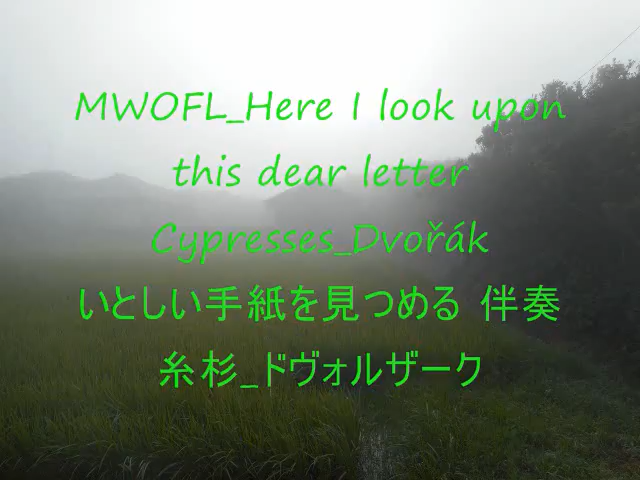 MWOFL_Here I look upon
this dear letter
Cypresses_Dvořák
いとしい手紙を見つめる 伴奏
糸杉_ドヴォルザーク